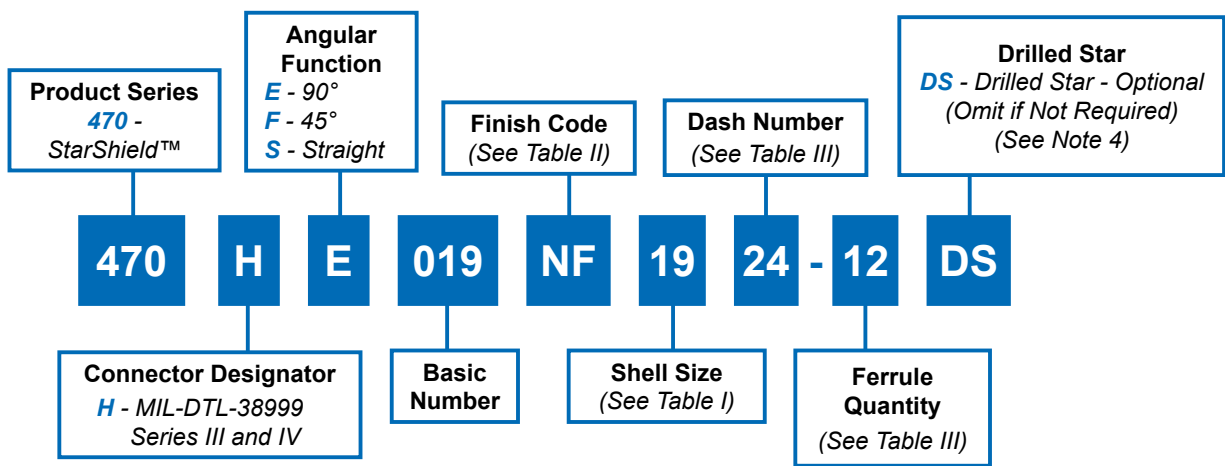 Product Series
470 -
StarShield™
Angular
Function
E - 90°
F - 45°
S - Straight
Finish Code
(See Table II)
Dash Number
(See Table III)
Drilled Star
DS - Drilled Star - Optional
(Omit if Not Required)
(See Note 4)
470 H E 019 NF 19 24 - 12 DS
Connector Designator
H - MIL-DTL-38999
Series III and IV
Basic
Number
Shell Size
(See Table I)
Ferrule
Quantity
(See Table III)